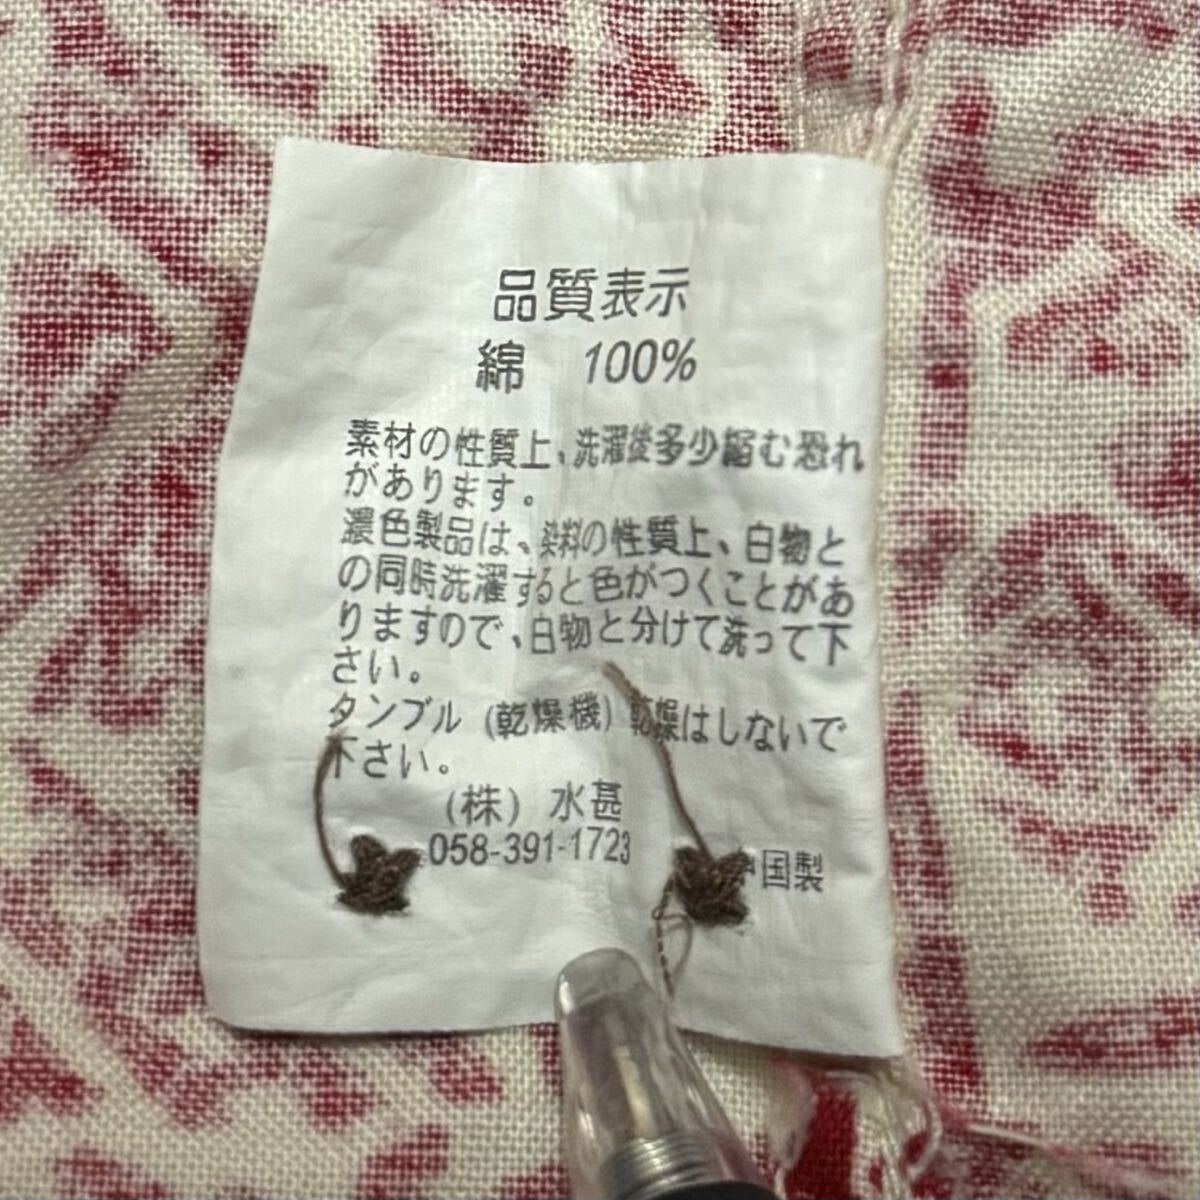 品質表示
綿 100%
素材の性質上、洗濯後多少縮む恐れ
があります。
濃色製品は、染料の性質上、白物と
の同時洗濯すると色がつくことがあ
りますので、白物と分けて洗って下
さい。
タンブル(乾燥機)乾燥はしないで
下さい。
(株)水甚
058-391-1723
中国製